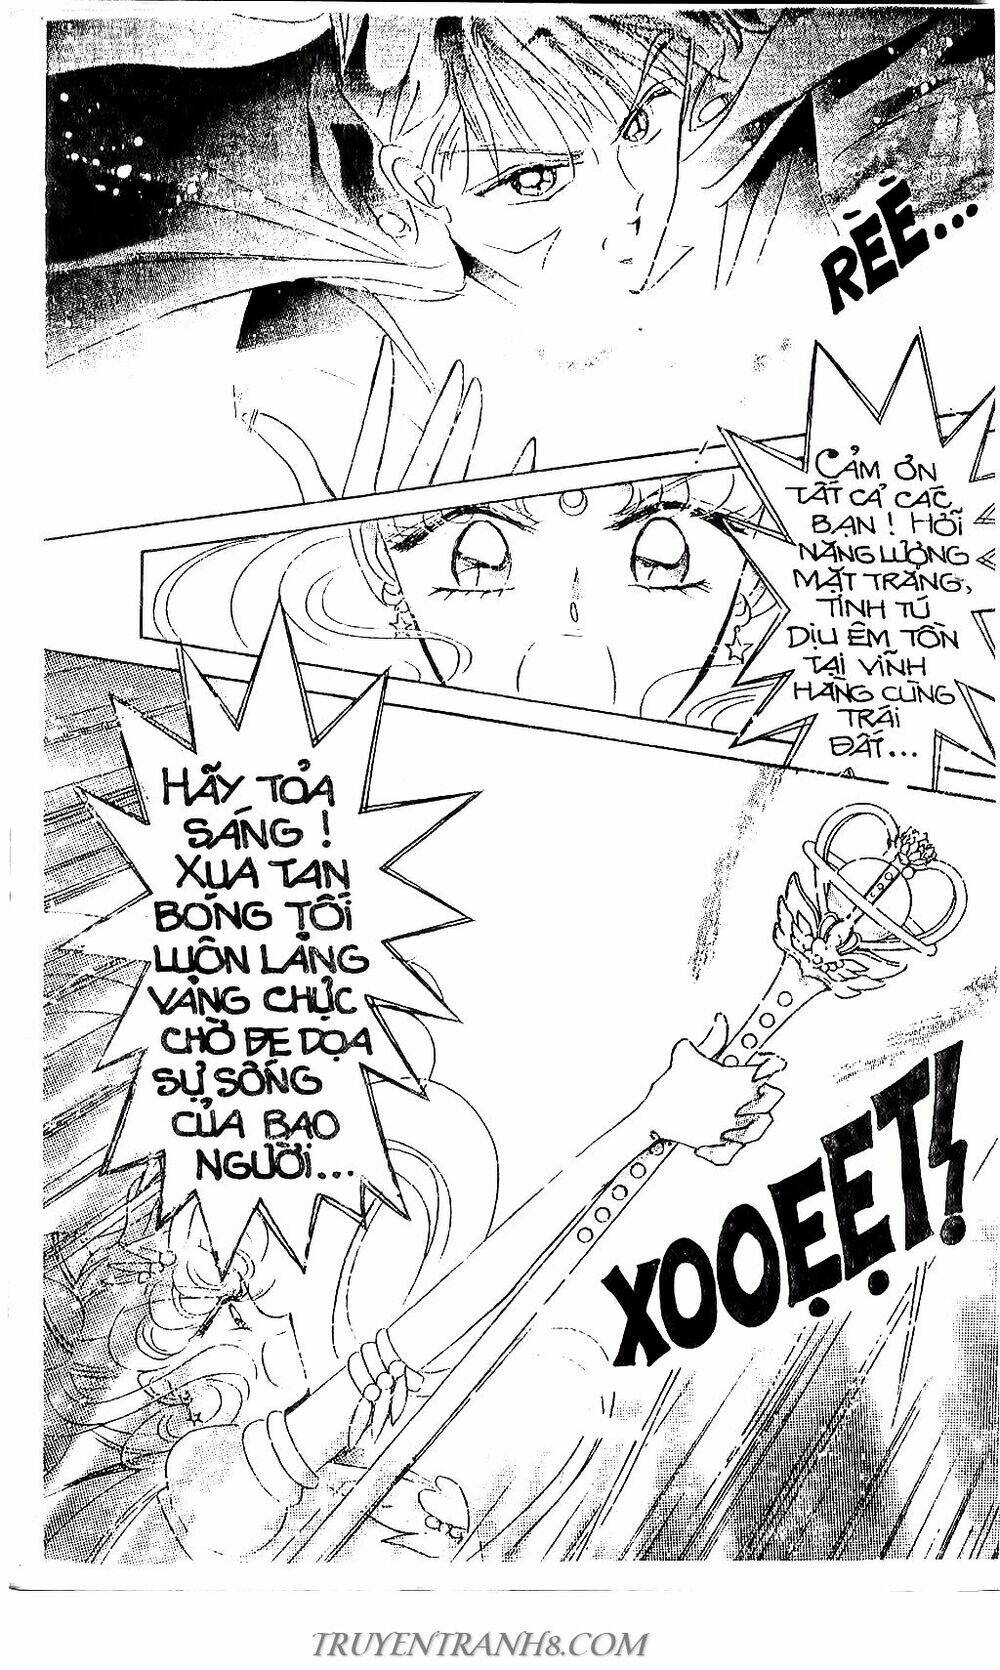 RÈÈ...
CẢM ƠN
TẤT CẢ CÁC
BẠN! HỠI
NĂNG LƯỢNG
MẶT TRĂNG,
TINH TÚ
DỊU ÊM TỒN
TẠI VĨNH
HẰNG CÙNG
TRÁI
ĐẤT...
HÃY TỎA
SÁNG!
XUA TAN
BÓNG TỐI
LUÔN LẢNG
VẢNG CHỰC
CHỜ ĐE DỌA
SỰ SỐNG
CỦA BAO
NGƯỜI...
XOOẸẸT!
TRUYENTRANH8.COM